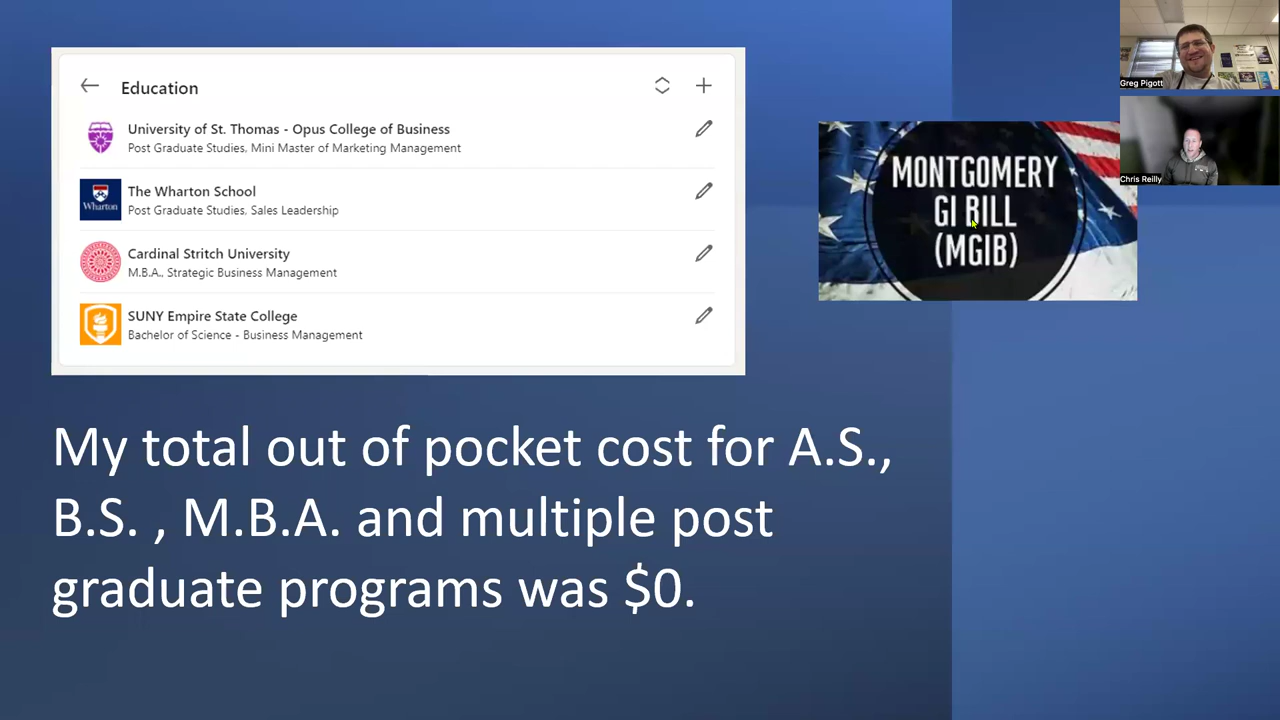 Education
University of St. Thomas - Opus College of Business
Post Graduate Studies, Mini Master of Marketing Management
Wharton
The Wharton School
Post Graduate Studies, Sales Leadership
Cardinal Stritch University
M.B.A., Strategic Business Management
SUNY Empire State College
Bachelor of Science - Business Management
MONTGOMERY
GI BILL
(MGIB)
Greg Pigott
Chris Reilly
My total out of pocket cost for A.S.,
B.S. , M.B.A. and multiple post
graduate programs was $0.